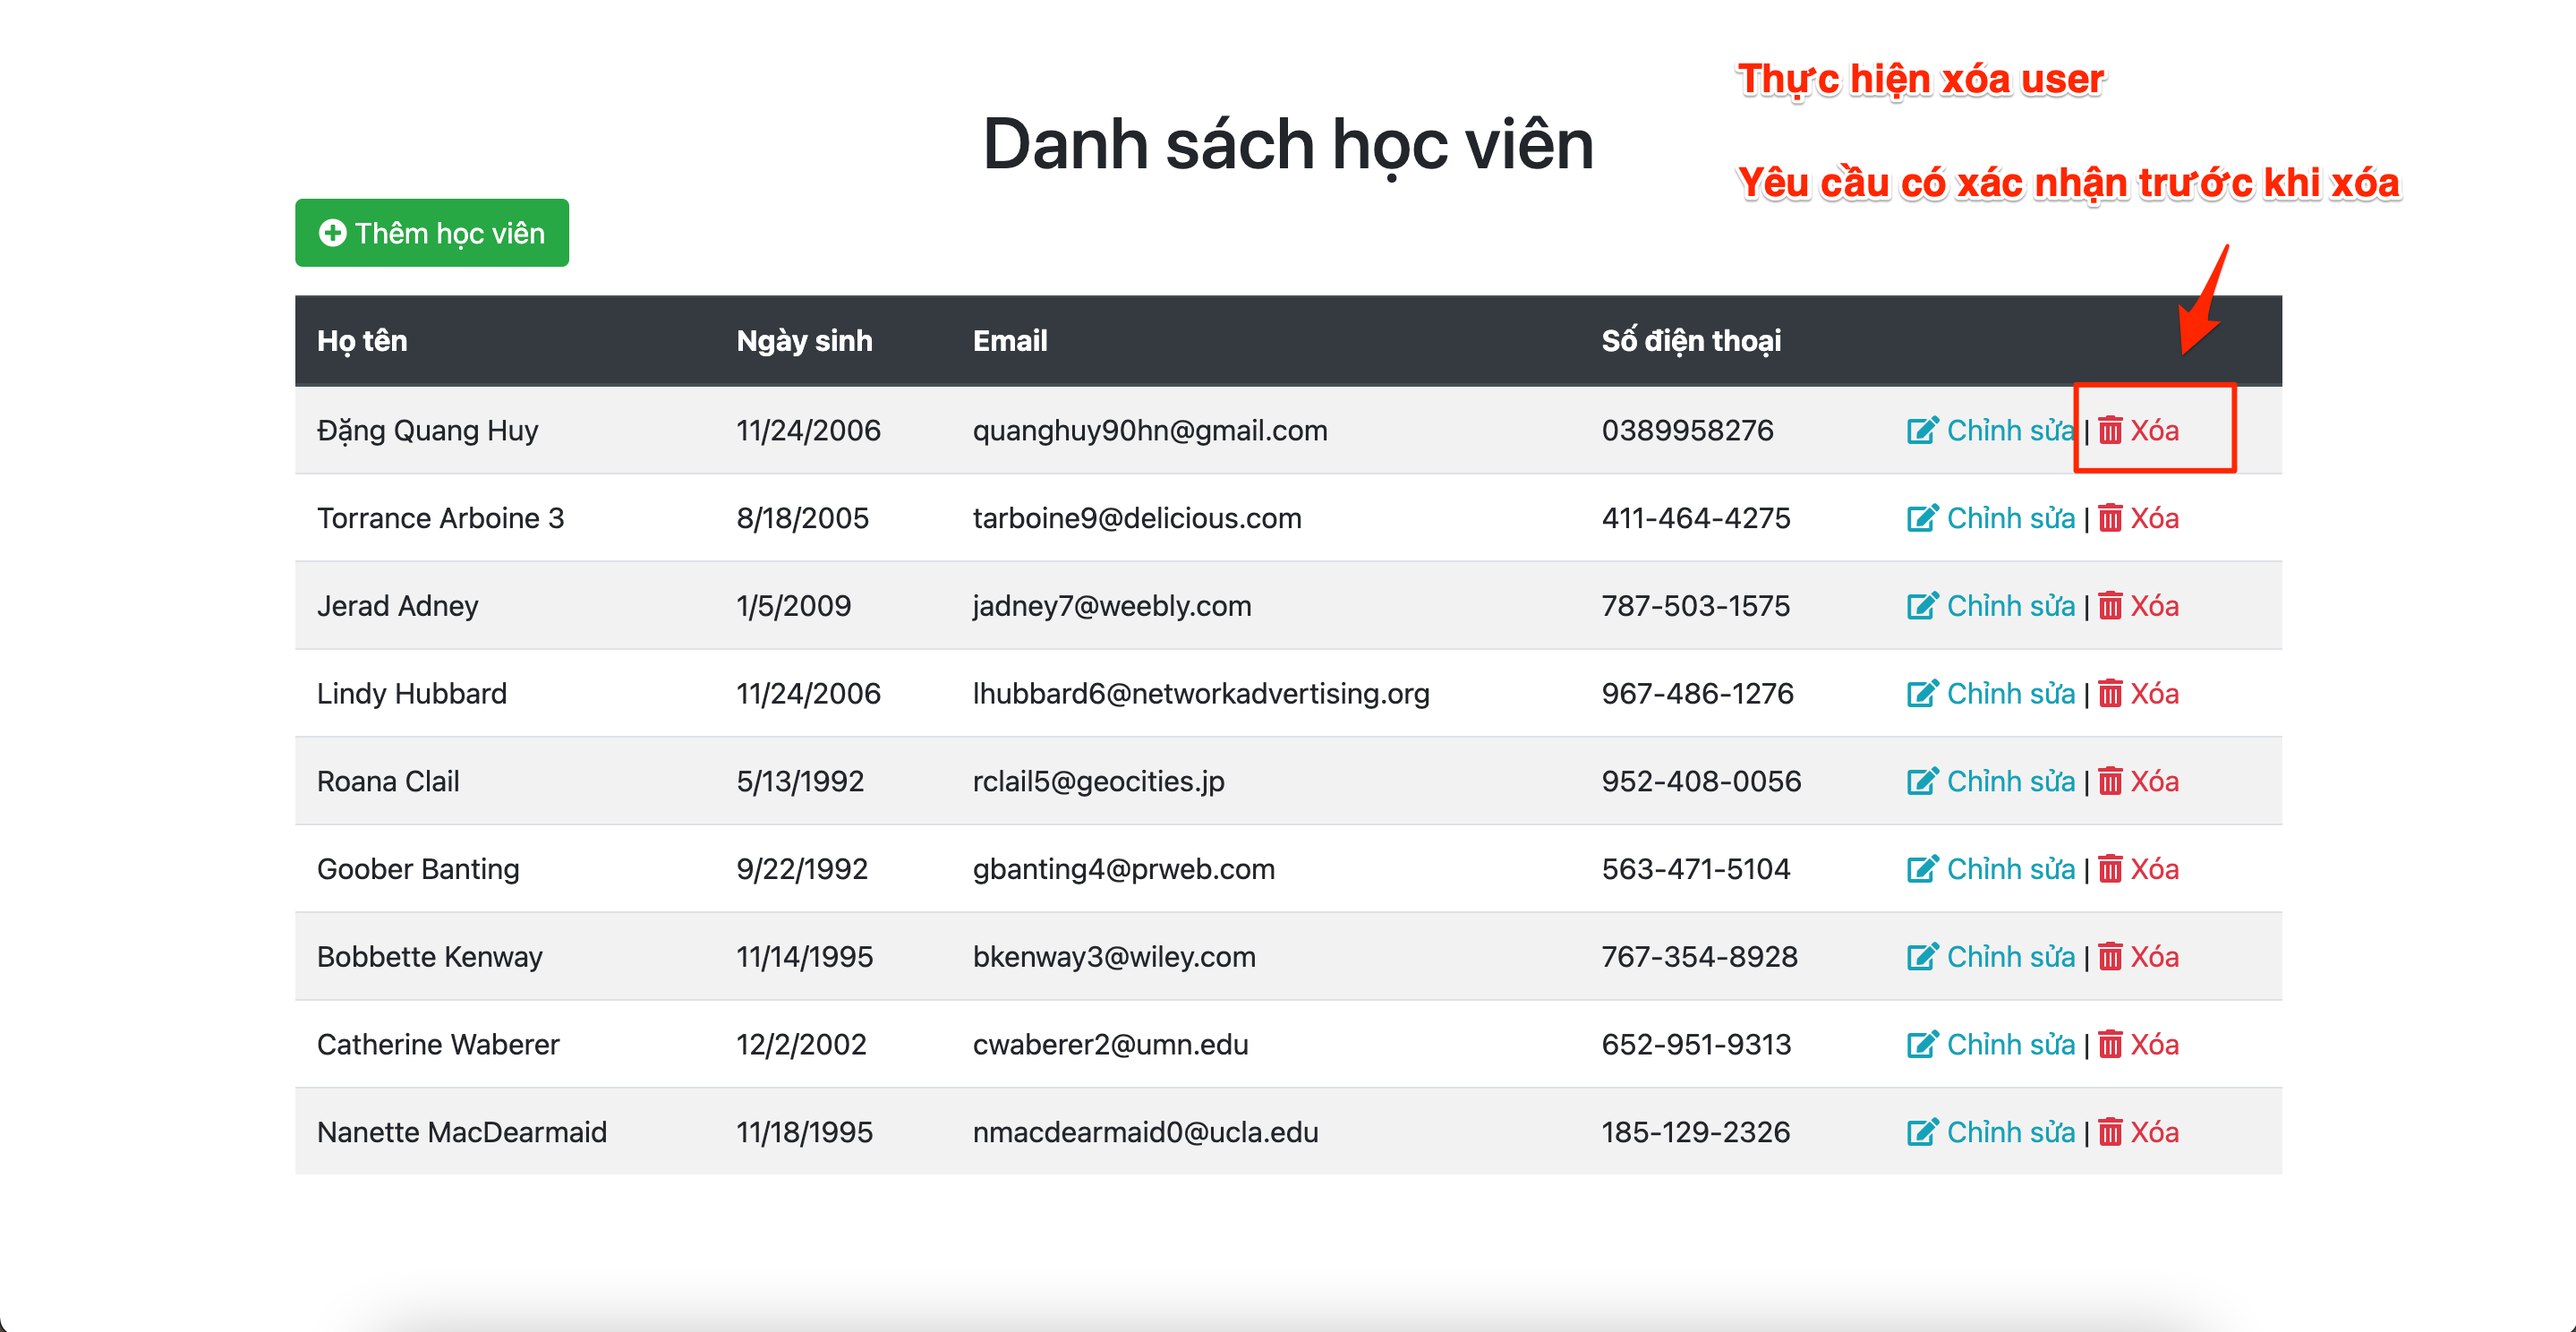 Thực hiện xóa user
Danh sách học viên
Yêu cầu có xác nhận trước khi xóa
Thêm học viên
Họ tên Ngày sinh Email Số điện thoại
Đặng Quang Huy 11/24/2006 quanghuy90hn@gmail.com 0389958276 Chỉnh sửa | Xóa
Torrance Arboine 3 8/18/2005 tarboine9@delicious.com 411-464-4275 Chỉnh sửa | Xóa
Jerad Adney 1/5/2009 jadney7@weebly.com 787-503-1575 Chỉnh sửa | Xóa
Lindy Hubbard 11/24/2006 lhubbard6@networkadvertising.org 967-486-1276 Chỉnh sửa | Xóa
Roana Clail 5/13/1992 rclail5@geocities.jp 952-408-0056 Chỉnh sửa | Xóa
Goober Banting 9/22/1992 gbanting4@prweb.com 563-471-5104 Chỉnh sửa | Xóa
Bobbette Kenway 11/14/1995 bkenway3@wiley.com 767-354-8928 Chỉnh sửa | Xóa
Catherine Waberer 12/2/2002 cwaberer2@umn.edu 652-951-9313 Chỉnh sửa | Xóa
Nanette MacDearmaid 11/18/1995 nmacdearmaid0@ucla.edu 185-129-2326 Chỉnh sửa | Xóa